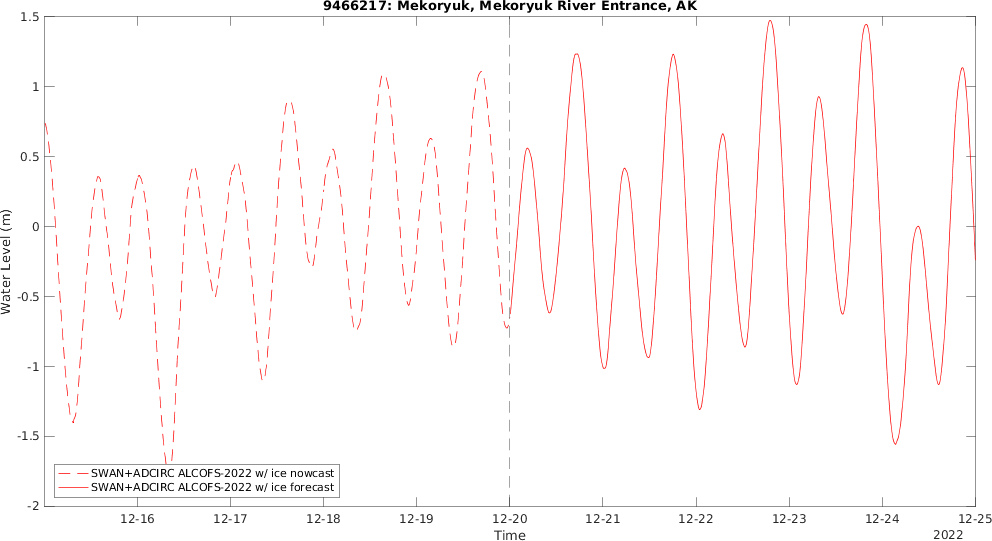 9466217: Mekoryuk, Mekoryuk River Entrance, AK
1.5
1
0.5
0
-0.5
-1
-1.5
-2
Water Level (m)
SWAN+ADCIRC ALCOFS-2022 w/ ice nowcast
SWAN+ADCIRC ALCOFS-2022 w/ ice forecast
12-16 12-17 12-18 12-19 12-20 12-21 12-22 12-23 12-24 12-25
Time 2022